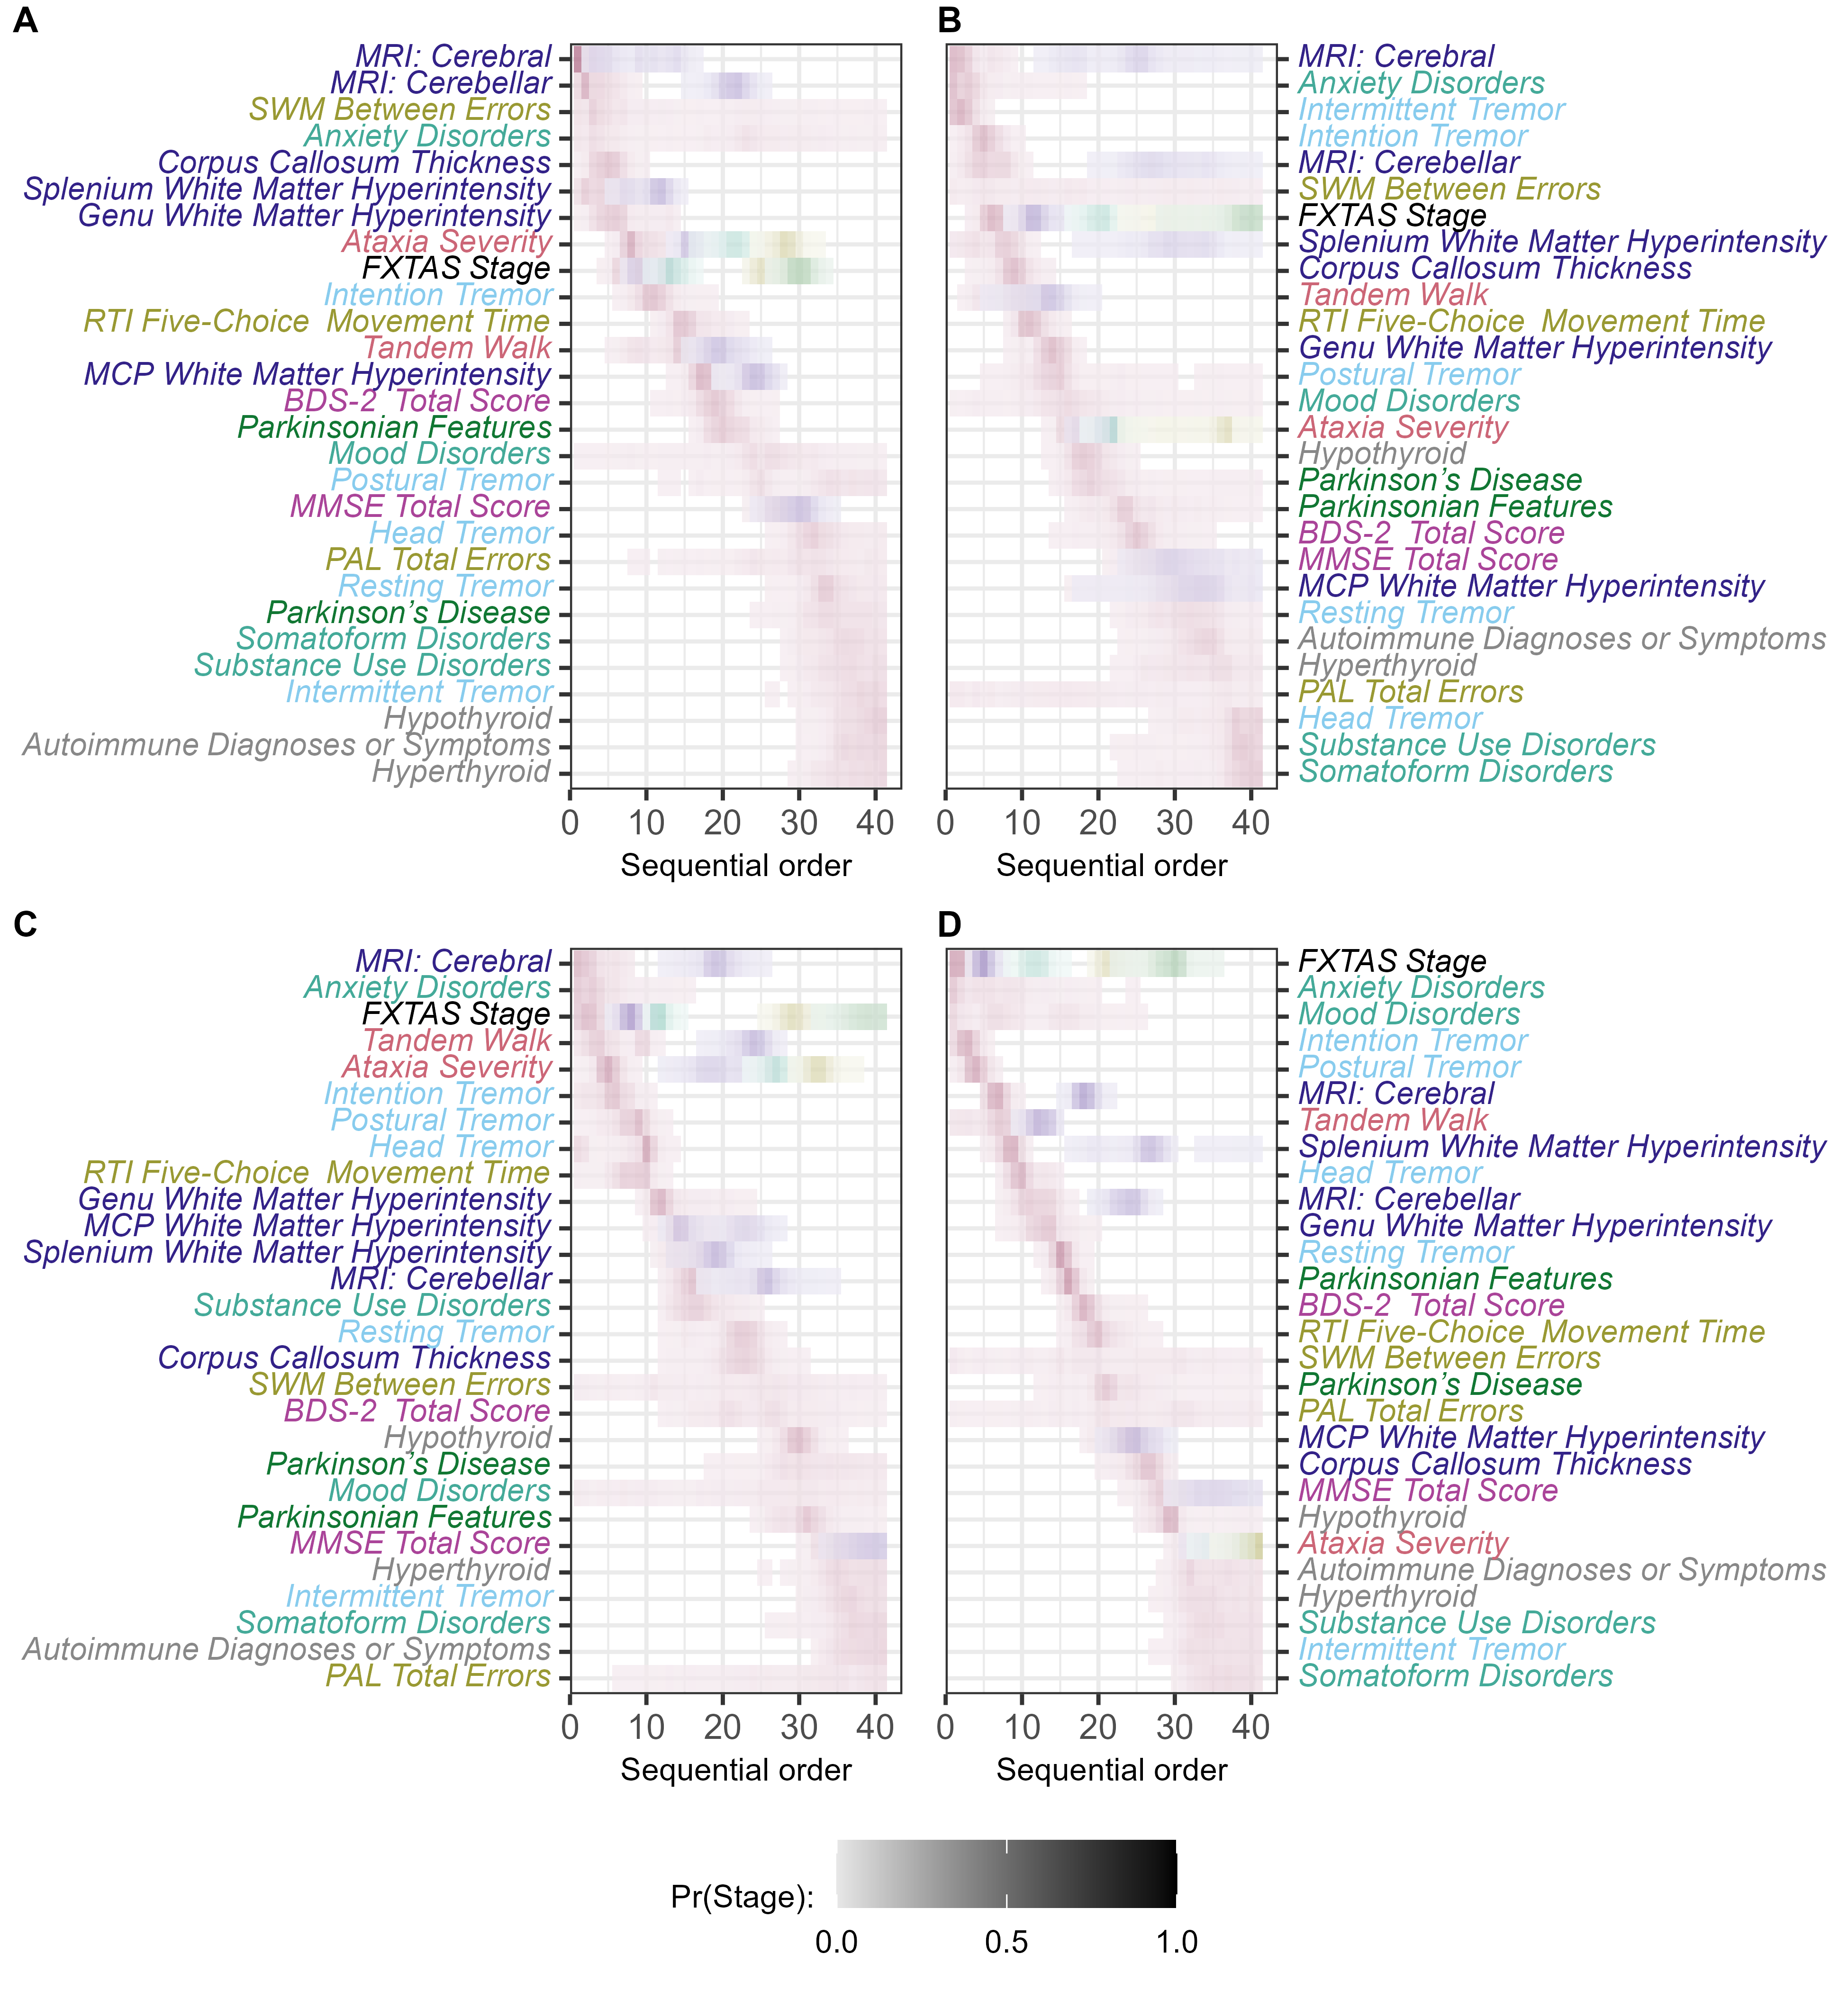 A
MRI: Cerebral
MRI: Cerebellar
SWM Between Errors
Anxiety Disorders
Corpus Callosum Thickness
Splenium White Matter Hyperintensity
Genu White Matter Hyperintensity
Ataxia Severity
FXTAS Stage
Intention Tremor
RTI Five-Choice  Movement Time
Tandem Walk
MCP White Matter Hyperintensity
BDS-2  Total Score
Parkinsonian Features
Mood Disorders
Postural Tremor
MMSE Total Score
Head Tremor
PAL Total Errors
Resting Tremor
Parkinson’s Disease
Somatoform Disorders
Substance Use Disorders
Intermittent Tremor
Hypothyroid
Autoimmune Diagnoses or Symptoms
Hyperthyroid
0 10 20 30 40
Sequential order
B
MRI: Cerebral
Anxiety Disorders
Intermittent Tremor
Intention Tremor
MRI: Cerebellar
SWM Between Errors
FXTAS Stage
Splenium White Matter Hyperintensity
Corpus Callosum Thickness
Tandem Walk
RTI Five-Choice  Movement Time
Genu White Matter Hyperintensity
Postural Tremor
Mood Disorders
Ataxia Severity
Hypothyroid
Parkinson’s Disease
Parkinsonian Features
BDS-2  Total Score
MMSE Total Score
MCP White Matter Hyperintensity
Resting Tremor
Autoimmune Diagnoses or Symptoms
Hyperthyroid
PAL Total Errors
Head Tremor
Substance Use Disorders
Somatoform Disorders
0 10 20 30 40
Sequential order
C
MRI: Cerebral
Anxiety Disorders
FXTAS Stage
Tandem Walk
Ataxia Severity
Intention Tremor
Postural Tremor
Head Tremor
RTI Five-Choice  Movement Time
Genu White Matter Hyperintensity
MCP White Matter Hyperintensity
Splenium White Matter Hyperintensity
MRI: Cerebellar
Substance Use Disorders
Resting Tremor
Corpus Callosum Thickness
SWM Between Errors
BDS-2  Total Score
Hypothyroid
Parkinson’s Disease
Mood Disorders
Parkinsonian Features
MMSE Total Score
Hyperthyroid
Intermittent Tremor
Somatoform Disorders
Autoimmune Diagnoses or Symptoms
PAL Total Errors
0 10 20 30 40
Sequential order
D
FXTAS Stage
Anxiety Disorders
Mood Disorders
Intention Tremor
Postural Tremor
MRI: Cerebral
Tandem Walk
Splenium White Matter Hyperintensity
Head Tremor
MRI: Cerebellar
Genu White Matter Hyperintensity
Resting Tremor
Parkinsonian Features
BDS-2  Total Score
RTI Five-Choice  Movement Time
SWM Between Errors
Parkinson’s Disease
PAL Total Errors
MCP White Matter Hyperintensity
Corpus Callosum Thickness
MMSE Total Score
Hypothyroid
Ataxia Severity
Autoimmune Diagnoses or Symptoms
Hyperthyroid
Substance Use Disorders
Intermittent Tremor
Somatoform Disorders
0 10 20 30 40
Sequential order
Pr(Stage):
0.0 0.5 1.0